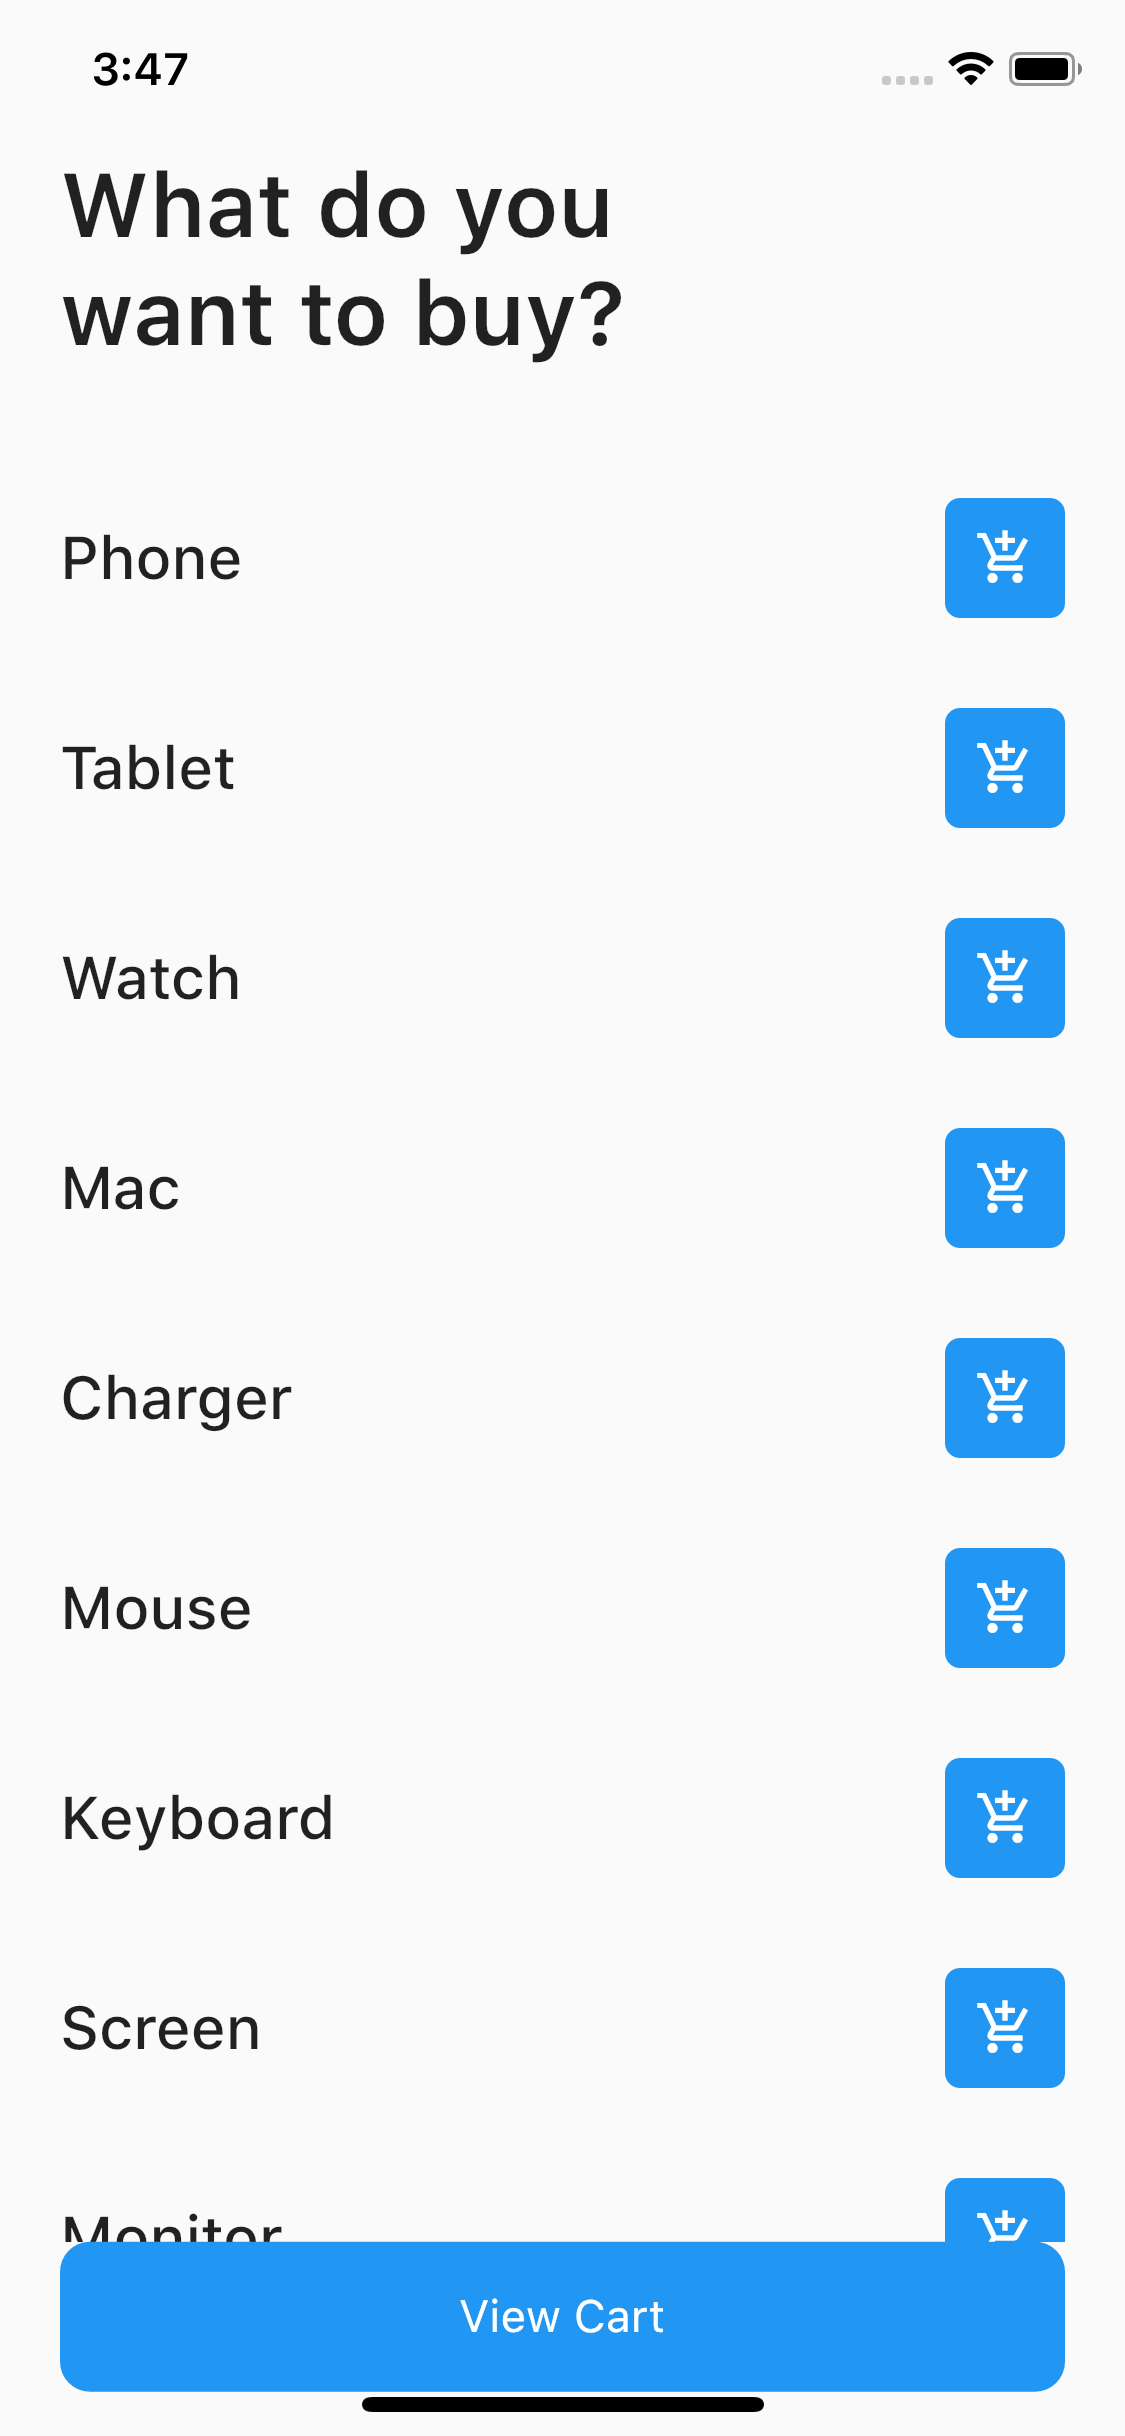 3:47
What do you
want to buy?
Phone
Tablet
Watch
Mac
Charger
Mouse
Keyboard
Screen
Monitor
View Cart